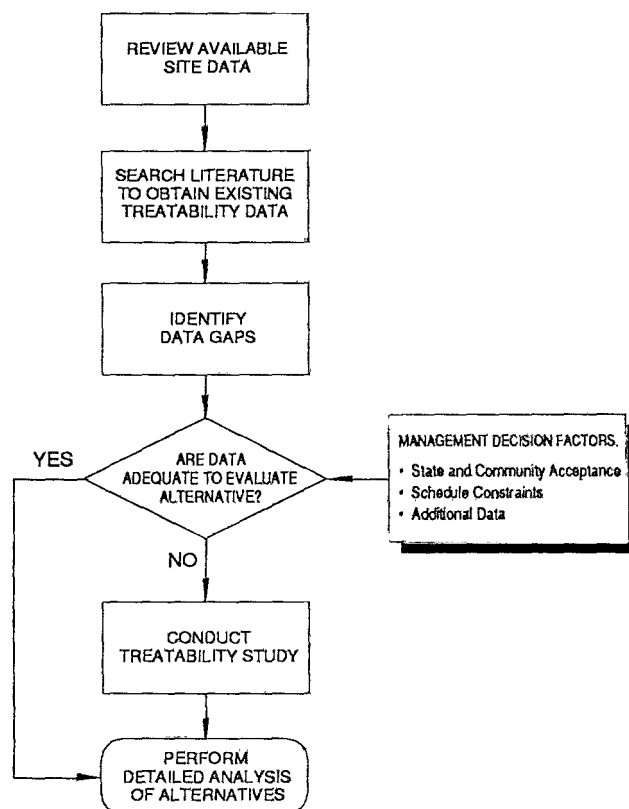 REVIEW AVAILABLE
SITE DATA
SEARCH LITERATURE
TO OBTAIN EXISTING
TREATABILITY DATA
IDENTIFY
DATA GAPS
YES
ARE DATA
ADEQUATE TO EVALUATE
ALTERNATIVE?
MANAGEMENT DECISION FACTORS.
• State and Community Acceptance
• Schedule Constraints
• Additional Data
NO
CONDUCT
TREATABILITY STUDY
PERFORM
DETAILED ANALYSIS
OF ALTERNATIVES